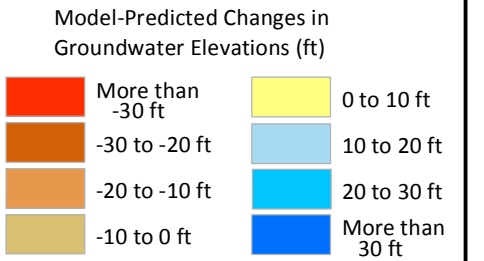 Model-Predicted Changes in
Groundwater Elevations (ft)
More than
-30 ft
-30 to -20 ft
-20 to -10 ft
-10 to 0 ft
0 to 10 ft
10 to 20 ft
20 to 30 ft
More than
30 ft